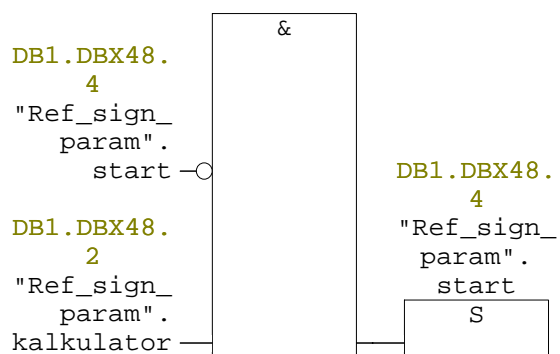 &
DB1.DBX48.
4
"Ref_sign_
param".
start
DB1.DBX48.
2
"Ref_sign_
param".
kalkulator
DB1.DBX48.
4
"Ref_sign_
param".
start
S